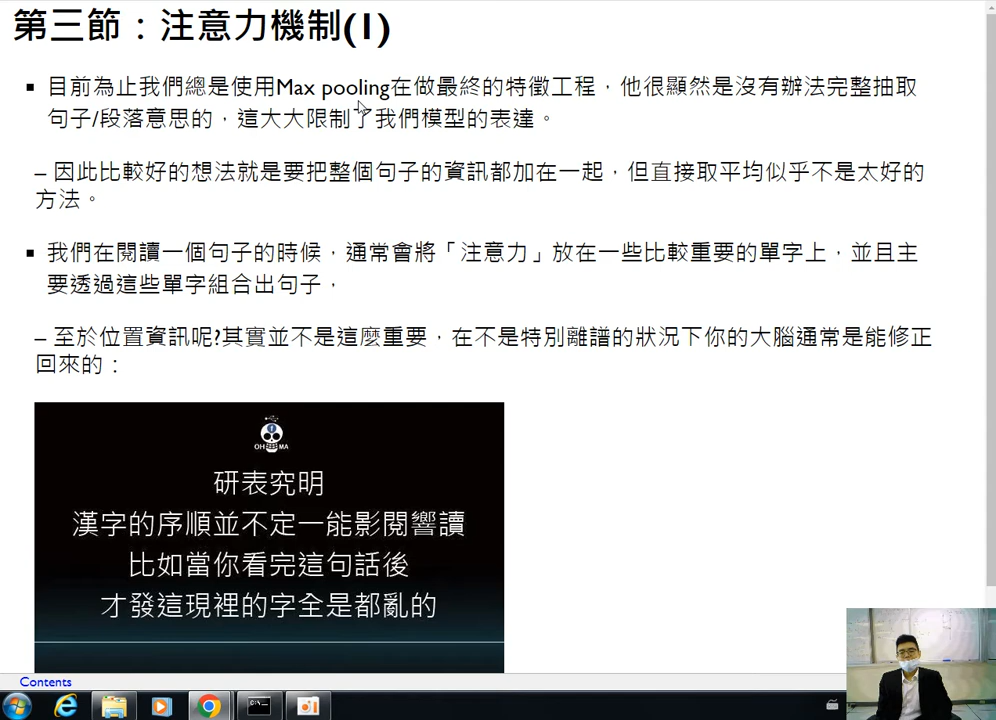 第三節：注意力機制(1)
目前為止我們總是使用Max pooling在做最終的特徵工程，他很顯然是沒有辦法完整抽取
句子/段落意思的，這大大限制了我們模型的表達。
– 因此比較好的想法就是要把整個句子的資訊都加在一起，但直接取平均似乎不是太好的
方法。
我們在閱讀一個句子的時候，通常會將「注意力」放在一些比較重要的單字上，並且主
要透過這些單字組合出句子，
– 至於位置資訊呢?其實並不是這麼重要，在不是特別離譜的狀況下你的大腦通常是能修正
回來的：
OH MA
研表究明
漢字的序順並不定一能影閱響讀
比如當你看完這句話後
才發這現裡的字全是都亂的
Contents